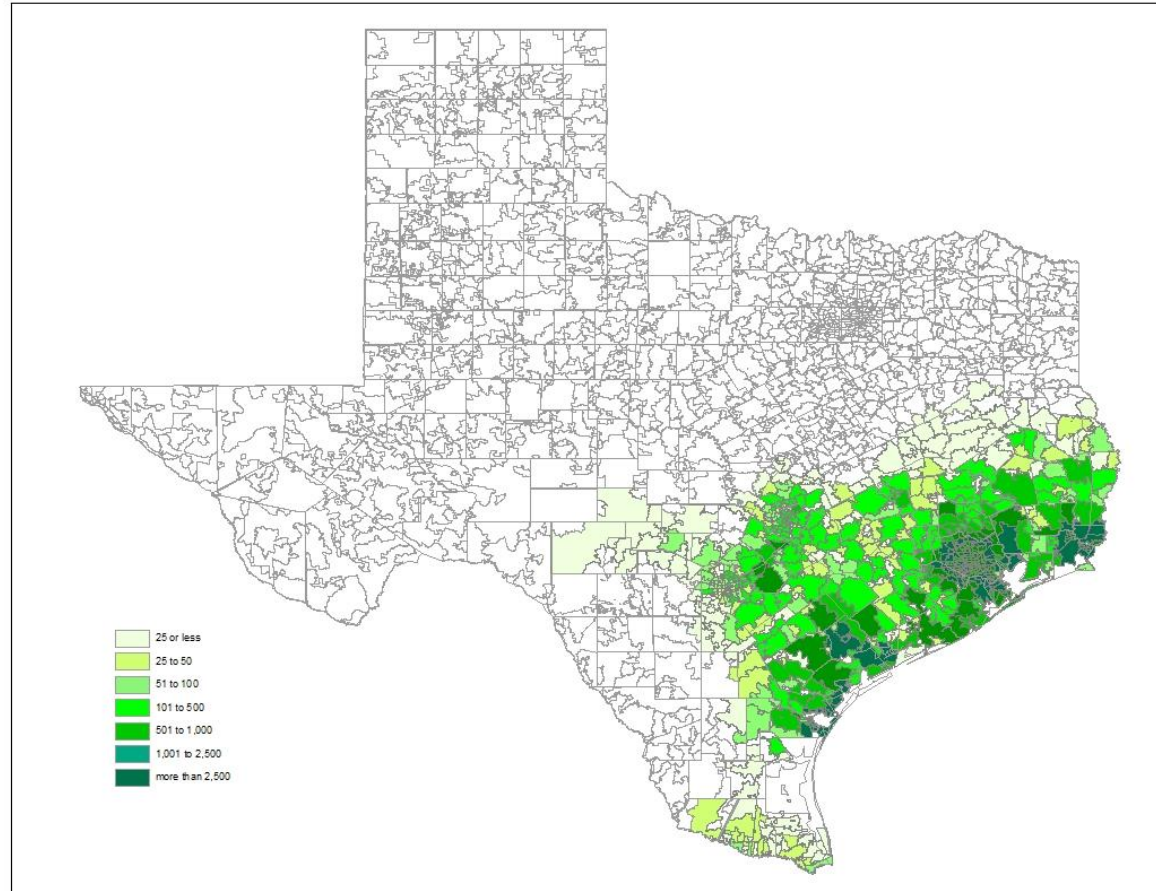 25 or less
25 to 50
51 to 100
101 to 500
501 to 1,000
1,001 to 2,500
more than 2,500